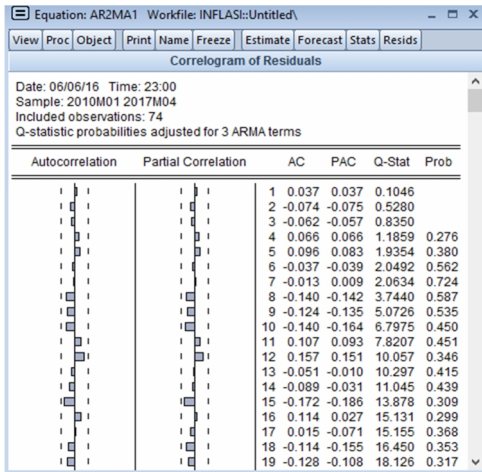 Equation: AR2MA1 Workfile: INFLASI::Untitled\
View Proc Object Print Name Freeze Estimate Forecast Stats Resids
Correlogram of Residuals
Date: 06/06/16 Time: 23:00
Sample: 2010M01 2017M04
Included observations: 74
Q-statistic probabilities adjusted for 3 ARMA terms
Autocorrelation Partial Correlation AC PAC Q-Stat Prob
1 0.037 0.037 0.1046
2 -0.074 -0.075 0.5280
3 -0.062 -0.057 0.8350
4 0.066 0.066 1.1859 0.276
5 0.096 0.083 1.9354 0.380
6 -0.037 -0.039 2.0492 0.562
7 -0.013 0.009 2.0634 0.724
8 -0.140 -0.142 3.7440 0.587
9 -0.124 -0.135 5.0726 0.535
10 -0.140 -0.164 6.7975 0.450
11 0.107 0.093 7.8207 0.451
12 0.157 0.151 10.057 0.346
13 -0.051 -0.010 10.297 0.415
14 -0.089 -0.031 11.045 0.439
15 -0.172 -0.186 13.878 0.309
16 0.114 0.027 15.131 0.299
17 0.015 -0.071 15.155 0.368
18 -0.114 -0.155 16.450 0.353
19 -0.128 -0.108 18.126 0.317